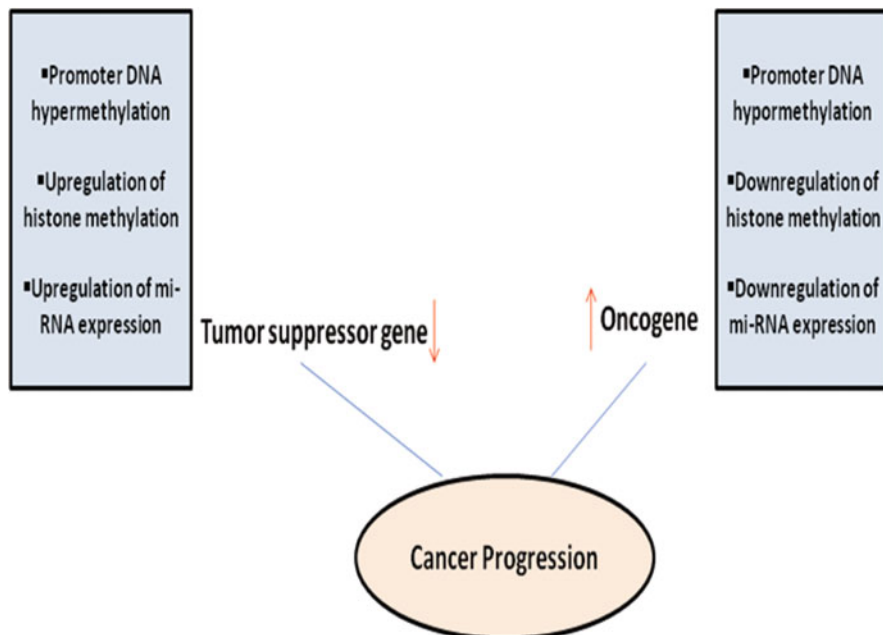 ▪Promoter DNA
hypermethylation
▪Upregulation of
histone methylation
▪Upregulation of mi-
RNA expression
Tumor suppressor gene
Oncogene
▪Promoter DNA
hypormethylation
▪Downregulation of
histone methylation
▪Downregulation of
mi-RNA expression
Cancer Progression